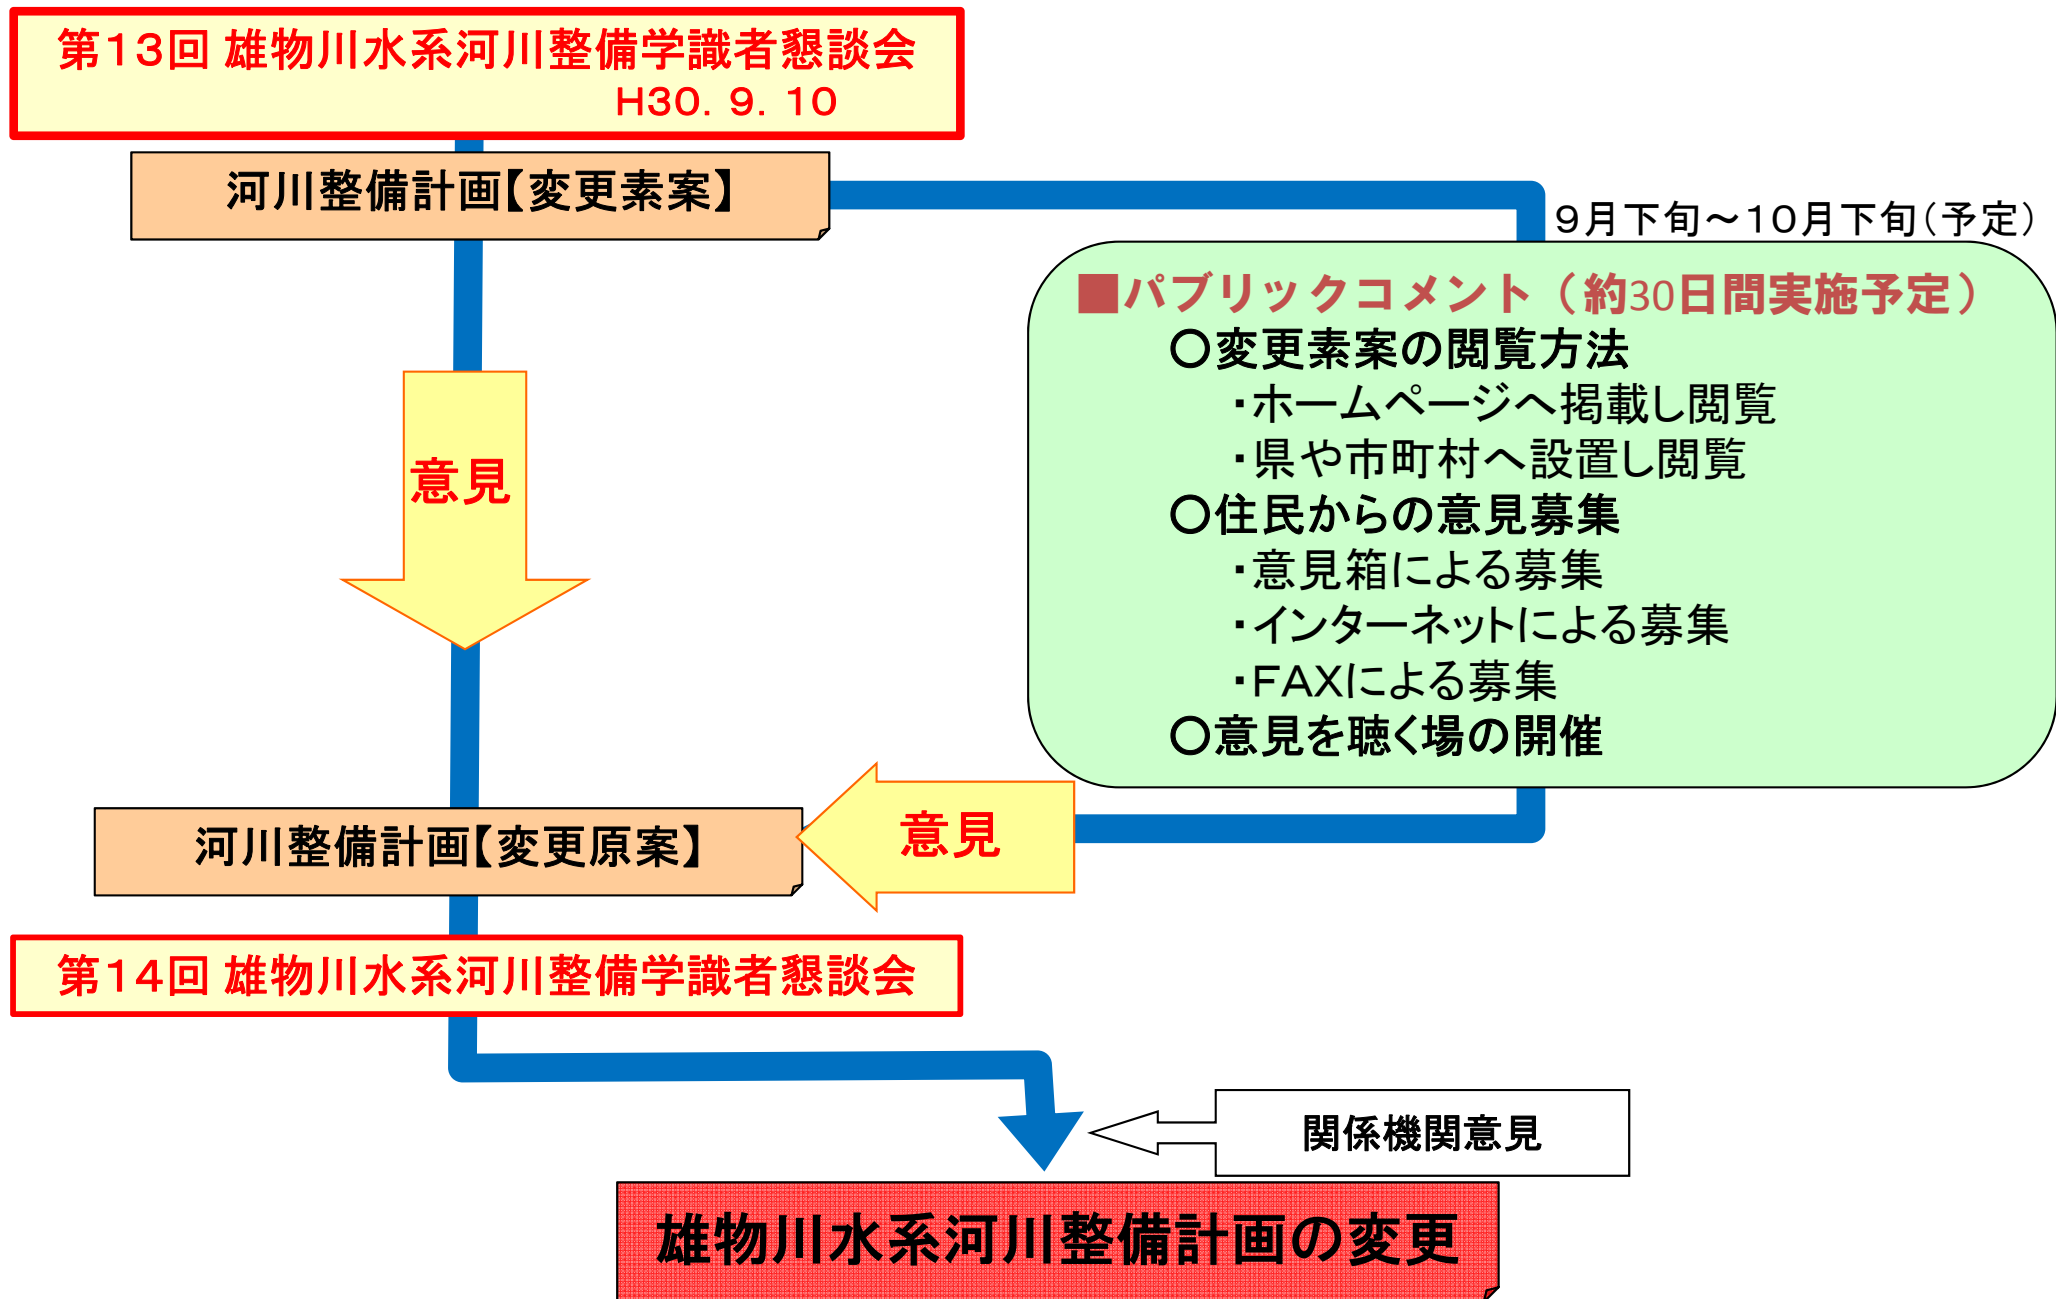 第13回 雄物川水系河川整備学識者懇談会
H30. 9. 10
河川整備計画【変更素案】
9月下旬～10月下旬(予定)
■パブリックコメント（約30日間実施予定）
○変更素案の閲覧方法
・ホームページへ掲載し閲覧
・県や市町村へ設置し閲覧
○住民からの意見募集
・意見箱による募集
・インターネットによる募集
・FAXによる募集
○意見を聴く場の開催
意見
意見
河川整備計画【変更原案】
第14回 雄物川水系河川整備学識者懇談会
関係機関意見
雄物川水系河川整備計画の変更